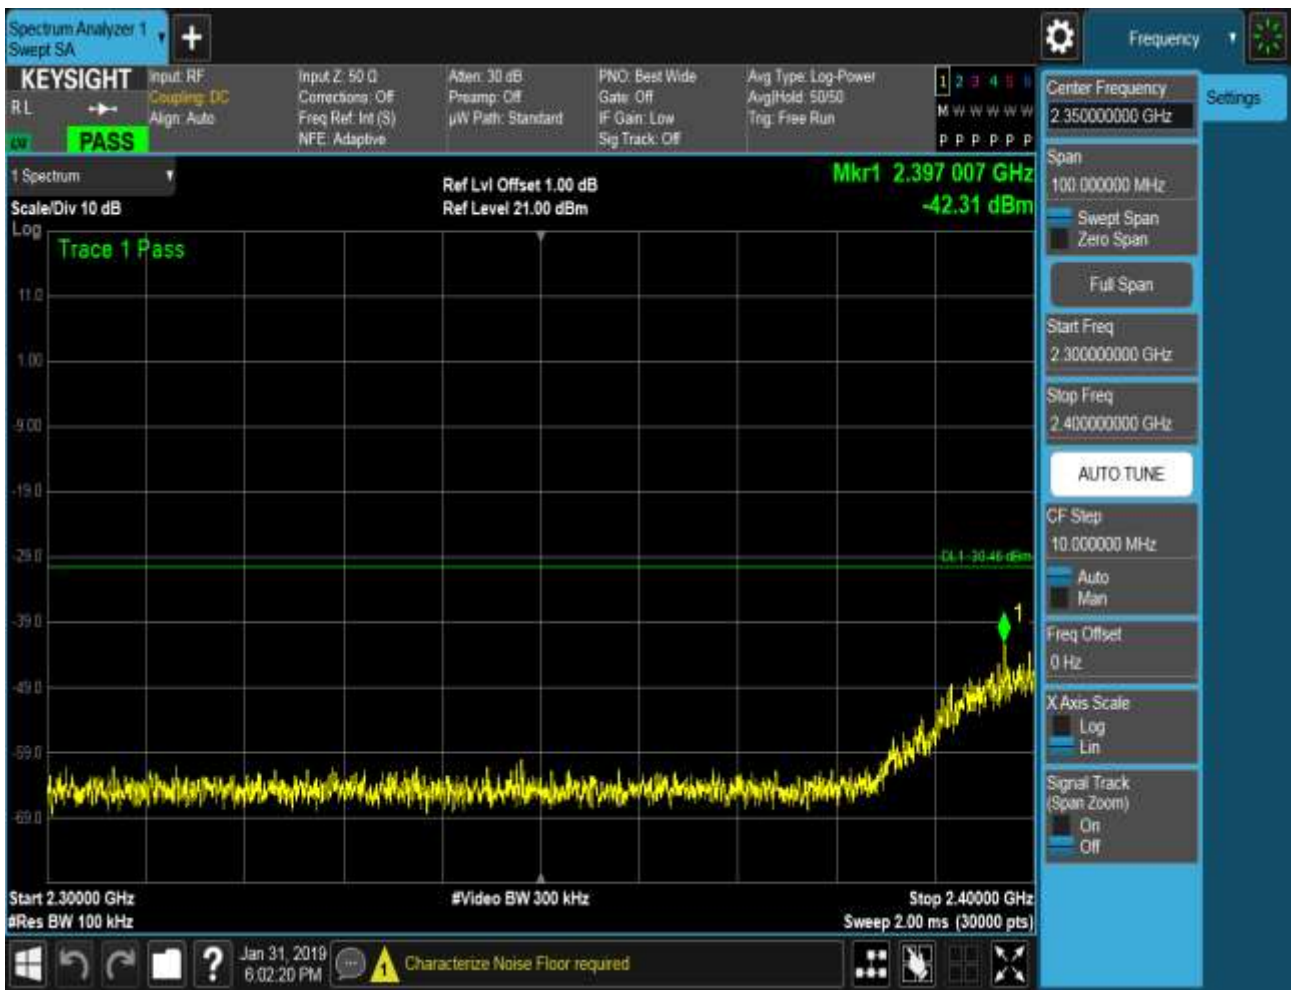 Spectrum Analyzer 1
Swept SA
Frequency
KEYSIGHT
R L
PASS
Input: RF
Coupling: DC
Align: Auto
Input Z: 50 Ω
Corrections: Off
Freq Ref: Int (S)
NFE: Adaptive
Atten: 30 dB
Preamp: Off
µW Path: Standard
PNO: Best Wide
Gate: Off
IF Gain: Low
Sig Track: Off
Avg Type: Log-Power
Avg|Hold: 50/50
Trig: Free Run
1 2 3 4 5 6
M W W W W W
P P P P P P
1 Spectrum
Scale/Div 10 dB
Log
Ref Lvl Offset 1.00 dB
Ref Level 21.00 dBm
Mkr1 2.397 007 GHz
-42.31 dBm
Trace 1 Pass
11.0
1.00
-9.00
-19.0
-29.0
DL1 -30.46 dBm
-39.0
1
-49.0
-59.0
-69.0
Start 2.30000 GHz
#Video BW 300 kHz
Stop 2.40000 GHz
#Res BW 100 kHz
Sweep 2.00 ms (30000 pts)
Center Frequency
2.350000000 GHz
Settings
Span
100.000000 MHz
Swept Span
Zero Span
Full Span
Start Freq
2.300000000 GHz
Stop Freq
2.400000000 GHz
AUTO TUNE
CF Step
10.000000 MHz
Auto
Man
Freq Offset
0 Hz
X Axis Scale
Log
Lin
Signal Track
(Span Zoom)
On
Off
?
Jan 31, 2019
6:02:20 PM
1
Characterize Noise Floor required